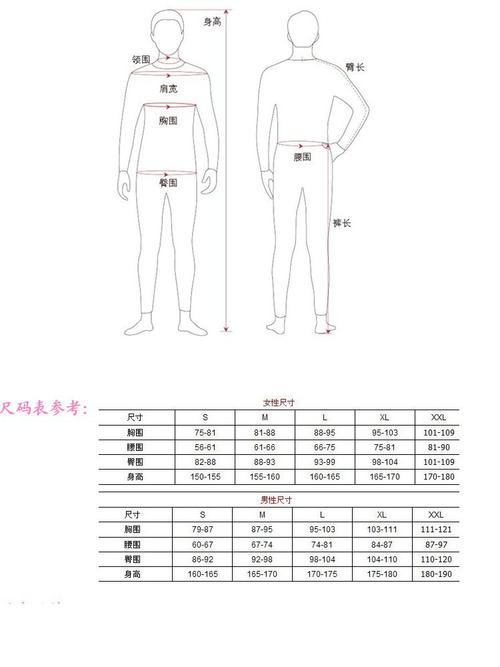 身高
领围
臂长
肩宽
胸围
腰围
臀围
裤长
尺码表参考:
女性尺寸
尺寸 S M L XL XXL
胸围 75-81 81-88 88-95 95-103 101-109
腰围 56-61 61-66 66-75 75-81 81-90
臀围 82-88 88-93 93-99 98-104 101-109
身高 150-155 155-160 160-165 165-170 170-180
男性尺寸
尺寸 S M L XL XXL
胸围 79-87 87-95 95-103 103-111 111-121
腰围 60-67 67-74 74-81 84-87 87-97
臀围 86-92 92-98 98-104 104-110 110-120
身高 160-165 165-170 170-175 175-180 180-190